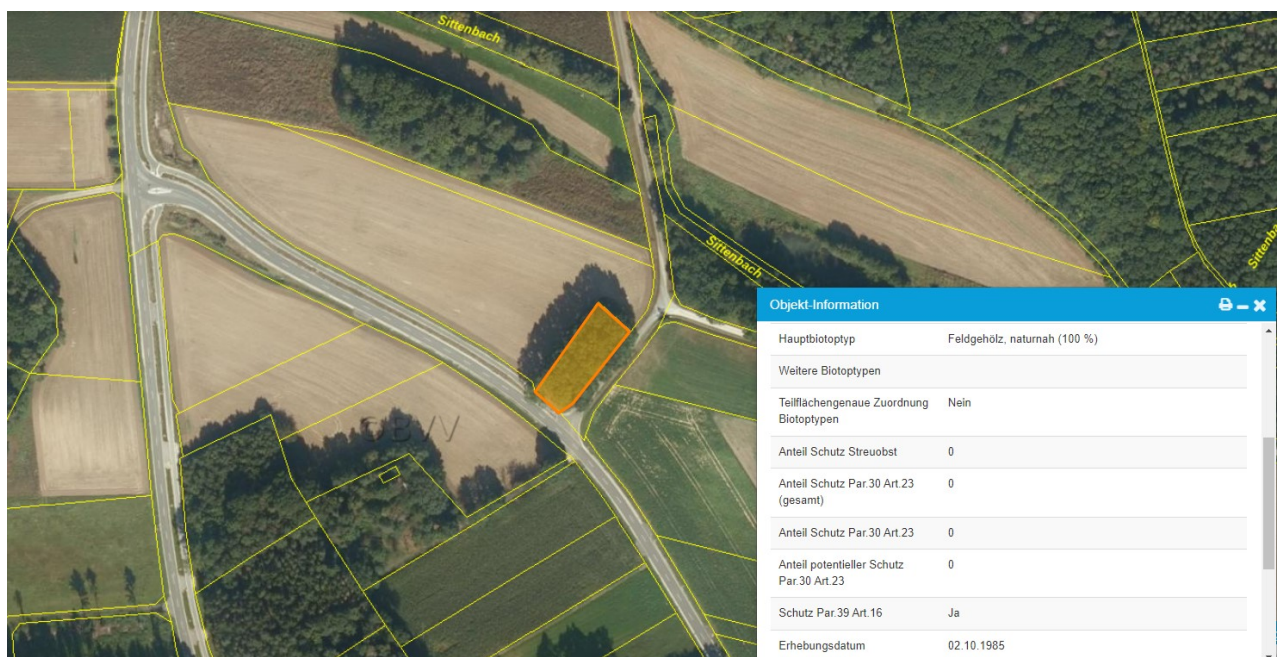 Sittenbach
Sittenbach
Sittenba
©BVV
Objekt-Information
Hauptbiotoptyp Feldgehölz, naturnah (100 %)
Weitere Biotoptypen
Teilflächengenaue Zuordnung Nein
Biotoptypen
Anteil Schutz Streuobst 0
Anteil Schutz Par.30 Art.23 0
(gesamt)
Anteil Schutz Par.30 Art.23 0
Anteil potentieller Schutz 0
Par.30 Art.23
Schutz Par.39 Art.16 Ja
Erhebungsdatum 02.10.1985